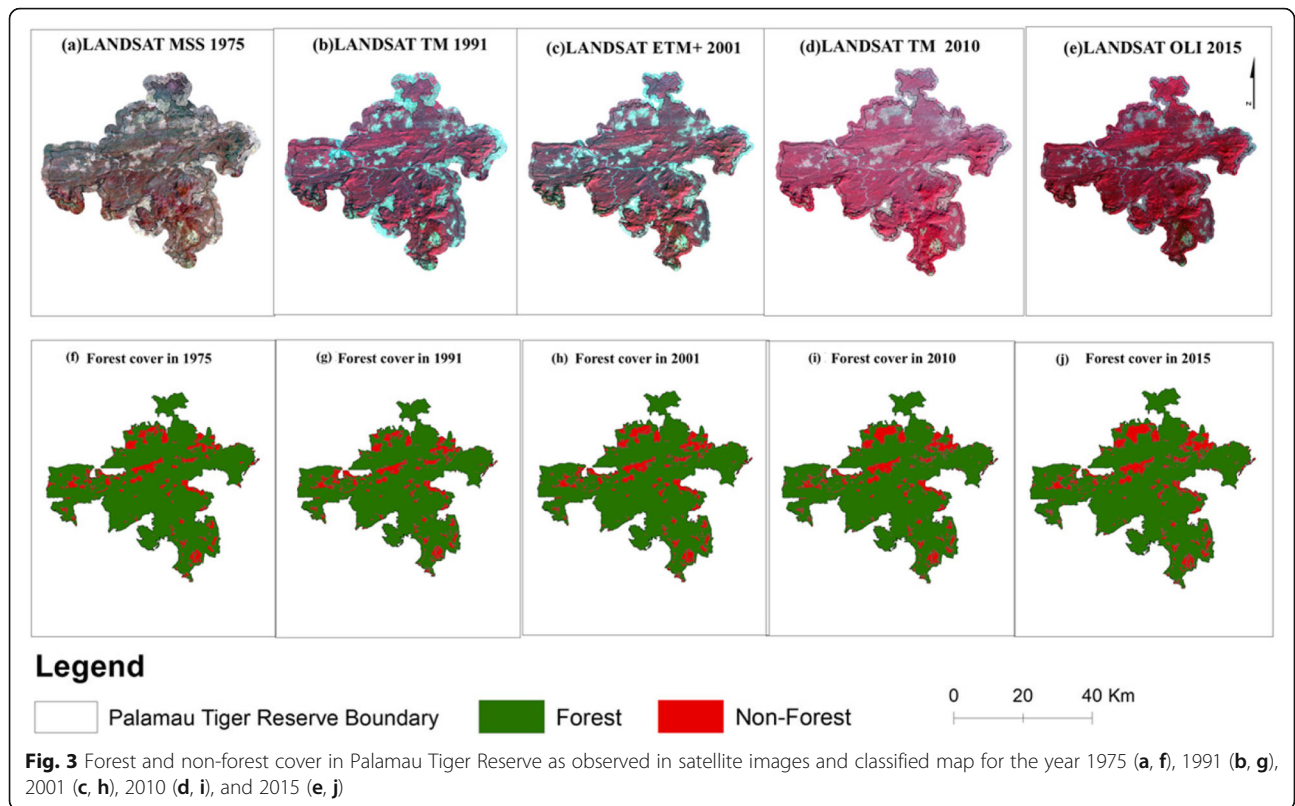 (a)LANDSAT MSS 1975
(b)LANDSAT TM 1991
(c)LANDSAT ETM+ 2001
(d)LANDSAT TM 2010
(e)LANDSAT OLI 2015
N
(f) Forest cover in 1975
(g) Forest cover in 1991
(h) Forest cover in 2001
(i) Forest cover in 2010
(j) Forest cover in 2015
Legend
Palamau Tiger Reserve Boundary
Forest
Non-Forest
0 20 40 Km
Fig. 3 Forest and non-forest cover in Palamau Tiger Reserve as observed in satellite images and classified map for the year 1975 (a, f), 1991 (b, g),
2001 (c, h), 2010 (d, i), and 2015 (e, j)